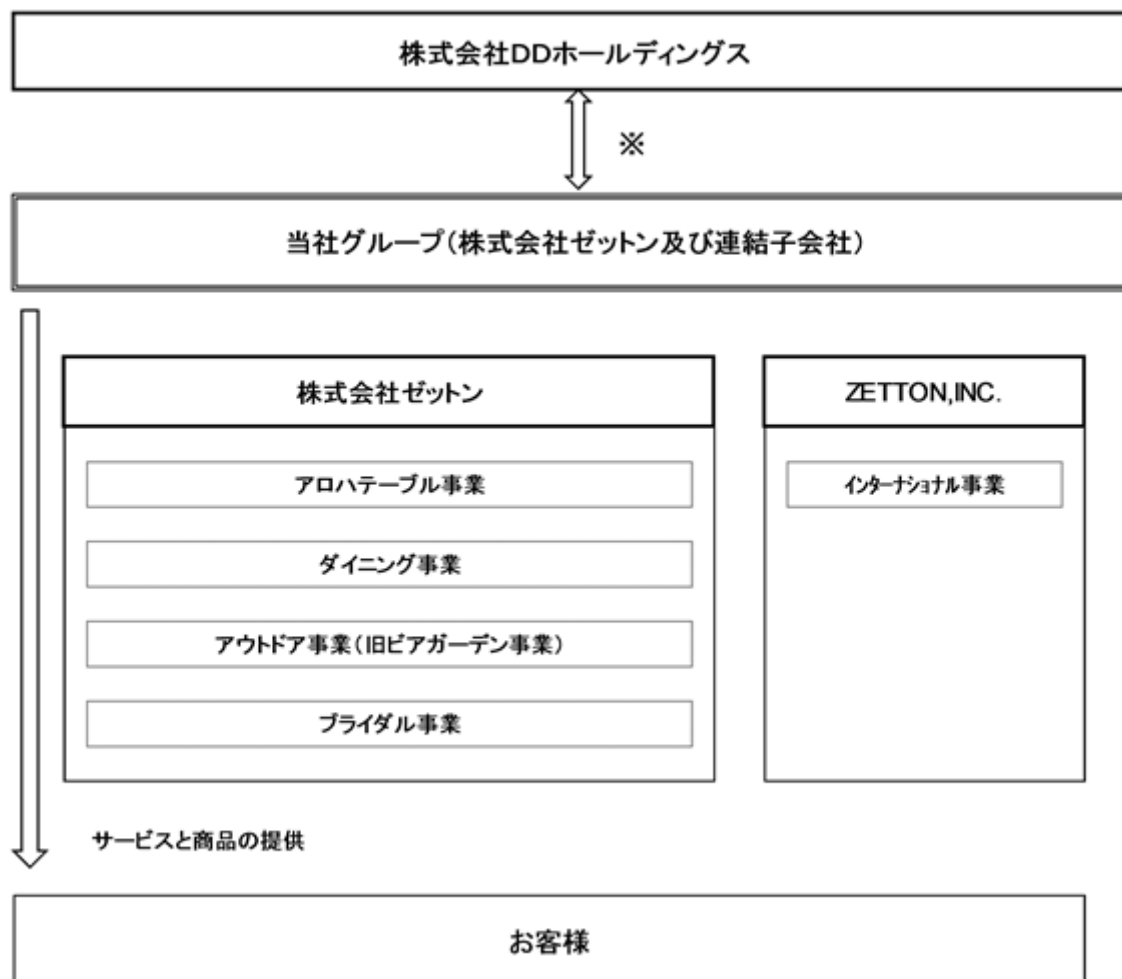 株式会社DDホールディングス
※
当社グループ(株式会社ゼットン及び連結子会社)
株式会社ゼットン
アロハテーブル事業
ダイニング事業
アウトドア事業(旧ビアガーデン事業)
ブライダル事業
ZETTON,INC.
インターナショナル事業
サービスと商品の提供
お客様